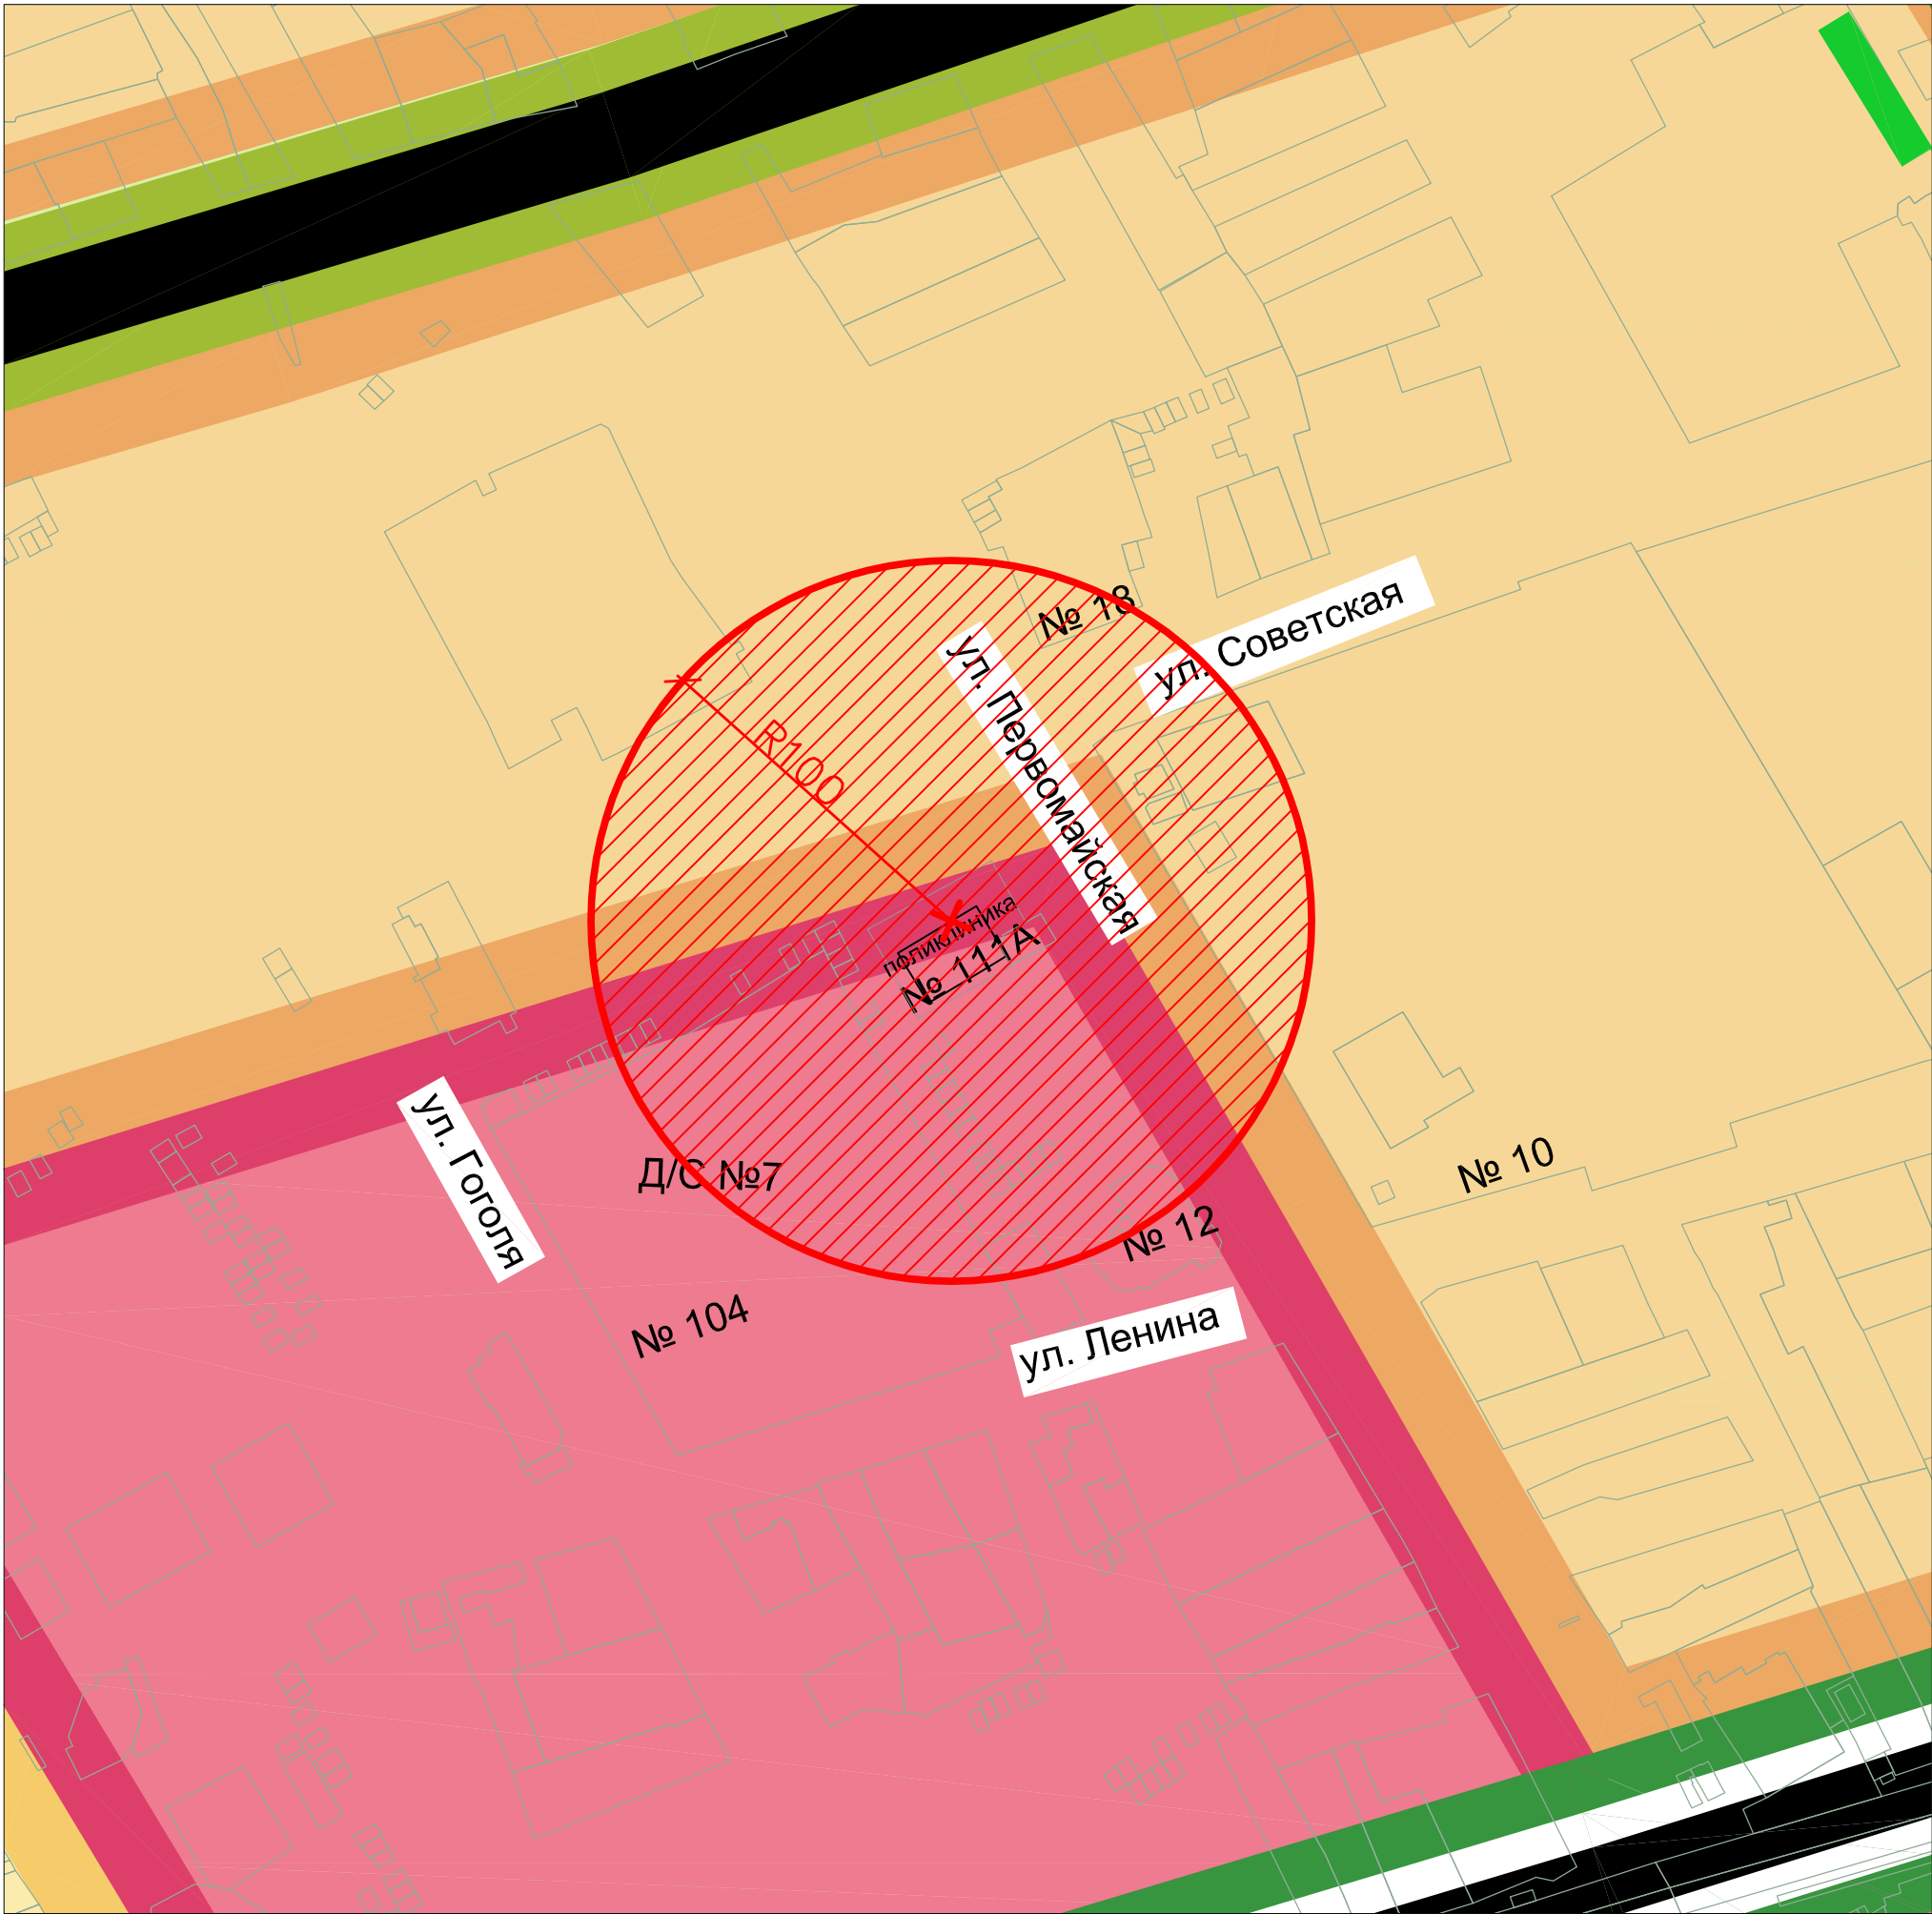 № 18
ул. Советская
ул. Первомайская
R100
поликлиника
№ 111А
ул. Гоголя
Д/С №7
№ 10
№ 12
№ 104
ул. Ленина